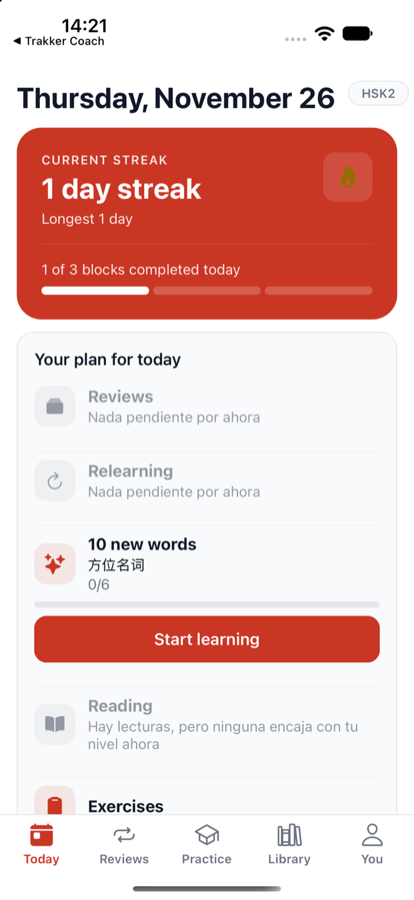 14:21
◀ Trakker Coach
Thursday, November 26
HSK2
CURRENT STREAK
1 day streak
Longest 1 day
1 of 3 blocks completed today
Your plan for today
Reviews
Nada pendiente por ahora
Relearning
Nada pendiente por ahora
10 new words
方位名词
0/6
Start learning
Reading
Hay lecturas, pero ninguna encaja con tu
nivel ahora
Exercises
Today
Reviews
Practice
Library
You